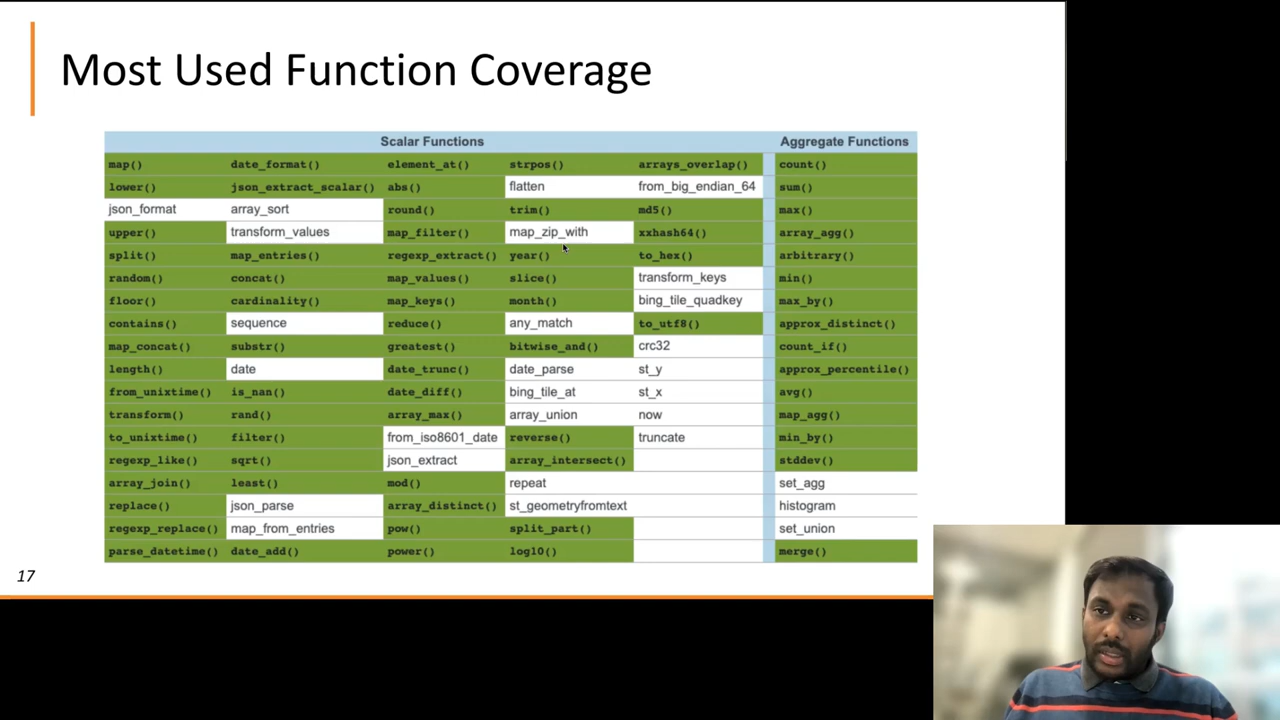 Most Used Function Coverage
Scalar Functions Aggregate Functions
map() date_format() element_at() strpos() arrays_overlap() count()
lower() json_extract_scalar() abs() flatten from_big_endian_64 sum()
json_format array_sort round() trim() md5() max()
upper() transform_values map_filter() map_zip_with xxhash64() array_agg()
split() map_entries() regexp_extract() year() to_hex() arbitrary()
random() concat() map_values() slice() transform_keys min()
floor() cardinality() map_keys() month() bing_tile_quadkey max_by()
contains() sequence reduce() any_match to_utf8() approx_distinct()
map_concat() substr() greatest() bitwise_and() crc32 count_if()
length() date date_trunc() date_parse st_y approx_percentile()
from_unixtime() is_nan() date_diff() bing_tile_at st_x avg()
transform() rand() array_max() array_union now map_agg()
to_unixtime() filter() from_iso8601_date reverse() truncate min_by()
regexp_like() sqrt() json_extract array_intersect() stddev()
array_join() least() mod() repeat set_agg
replace() json_parse array_distinct() st_geometryfromtext histogram
regexp_replace() map_from_entries pow() split_part() set_union
parse_datetime() date_add() power() log10() merge()
17